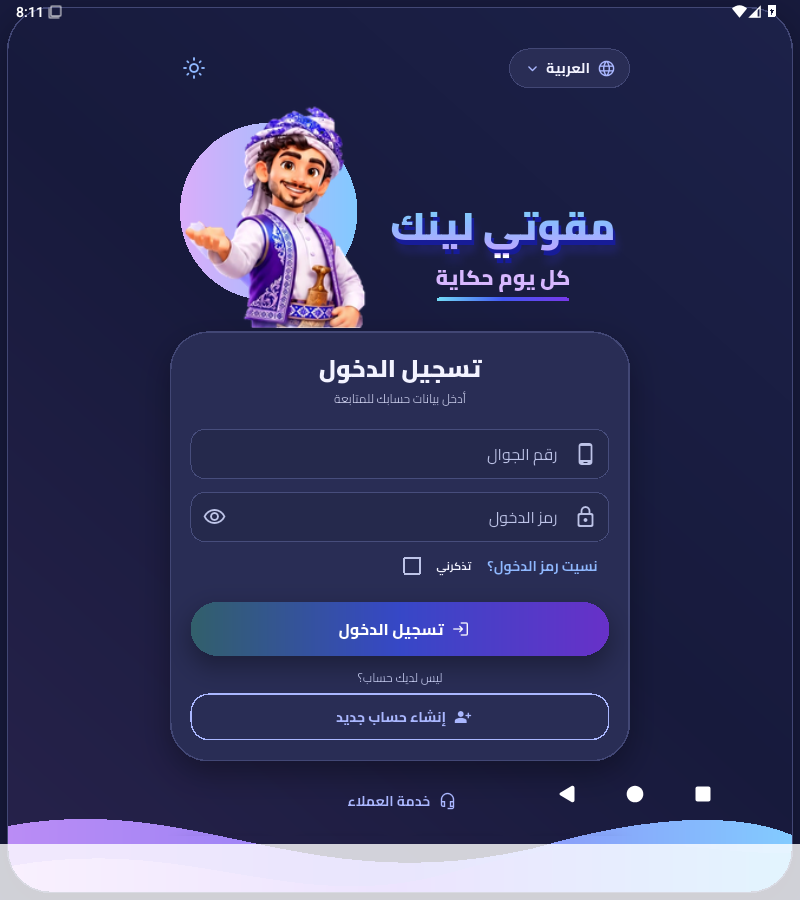 8:11
العربية
مقوتي لينك
كل يوم حكاية
تسجيل الدخول
أدخل بيانات حسابك للمتابعة
رقم الجوال
رمز الدخول
نسيت رمز الدخول؟ تذكرني
تسجيل الدخول
ليس لديك حساب؟
إنشاء حساب جديد
خدمة العملاء